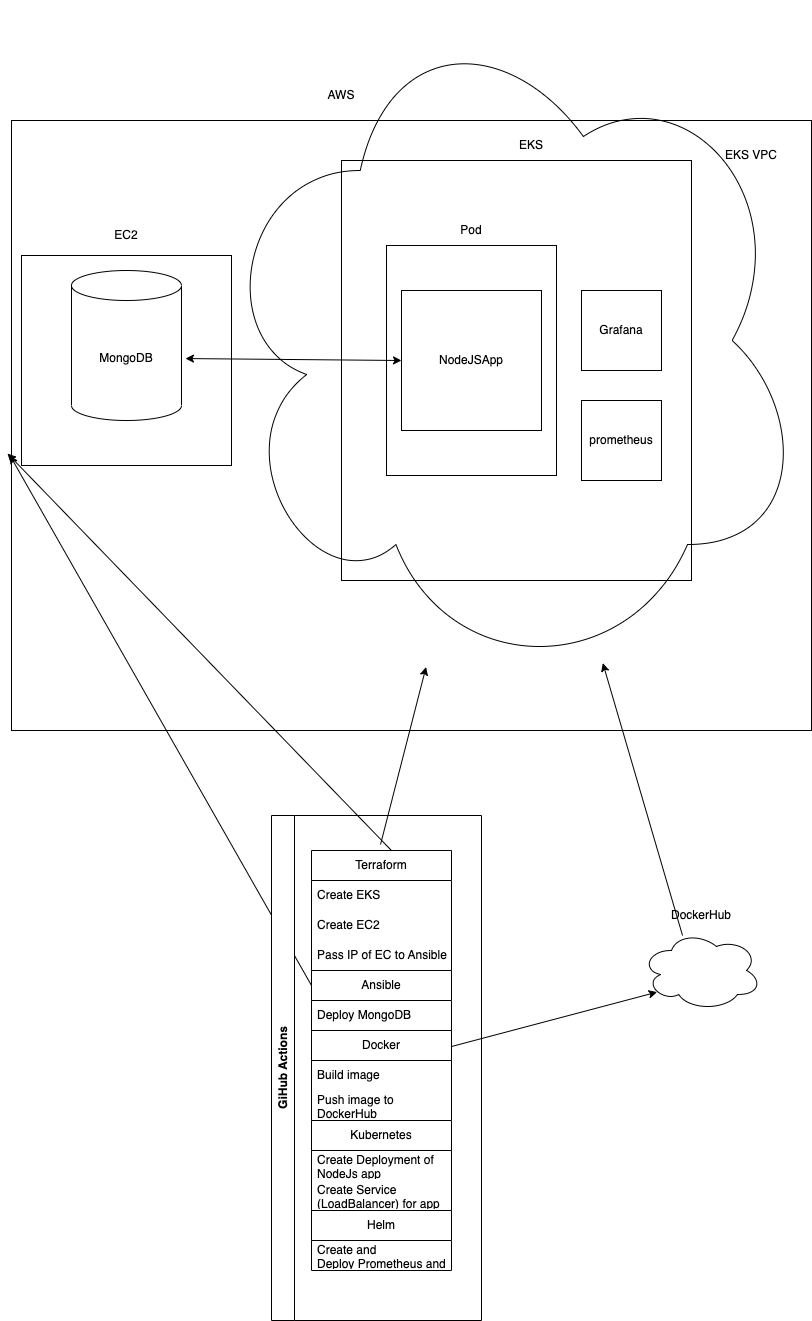 AWS
EKS
EKS VPC
EC2
Pod
MongoDB
NodeJSApp
Grafana
prometheus
DockerHub
GiHub Actions
Terraform
Create EKS
Create EC2
Pass IP of EC to Ansible
Ansible
Deploy MongoDB
Docker
Build image
Push image to
DockerHub
Kubernetes
Create Deployment of
NodeJs app
Create Service
(LoadBalancer) for app
Helm
Create and
Deploy Prometheus and